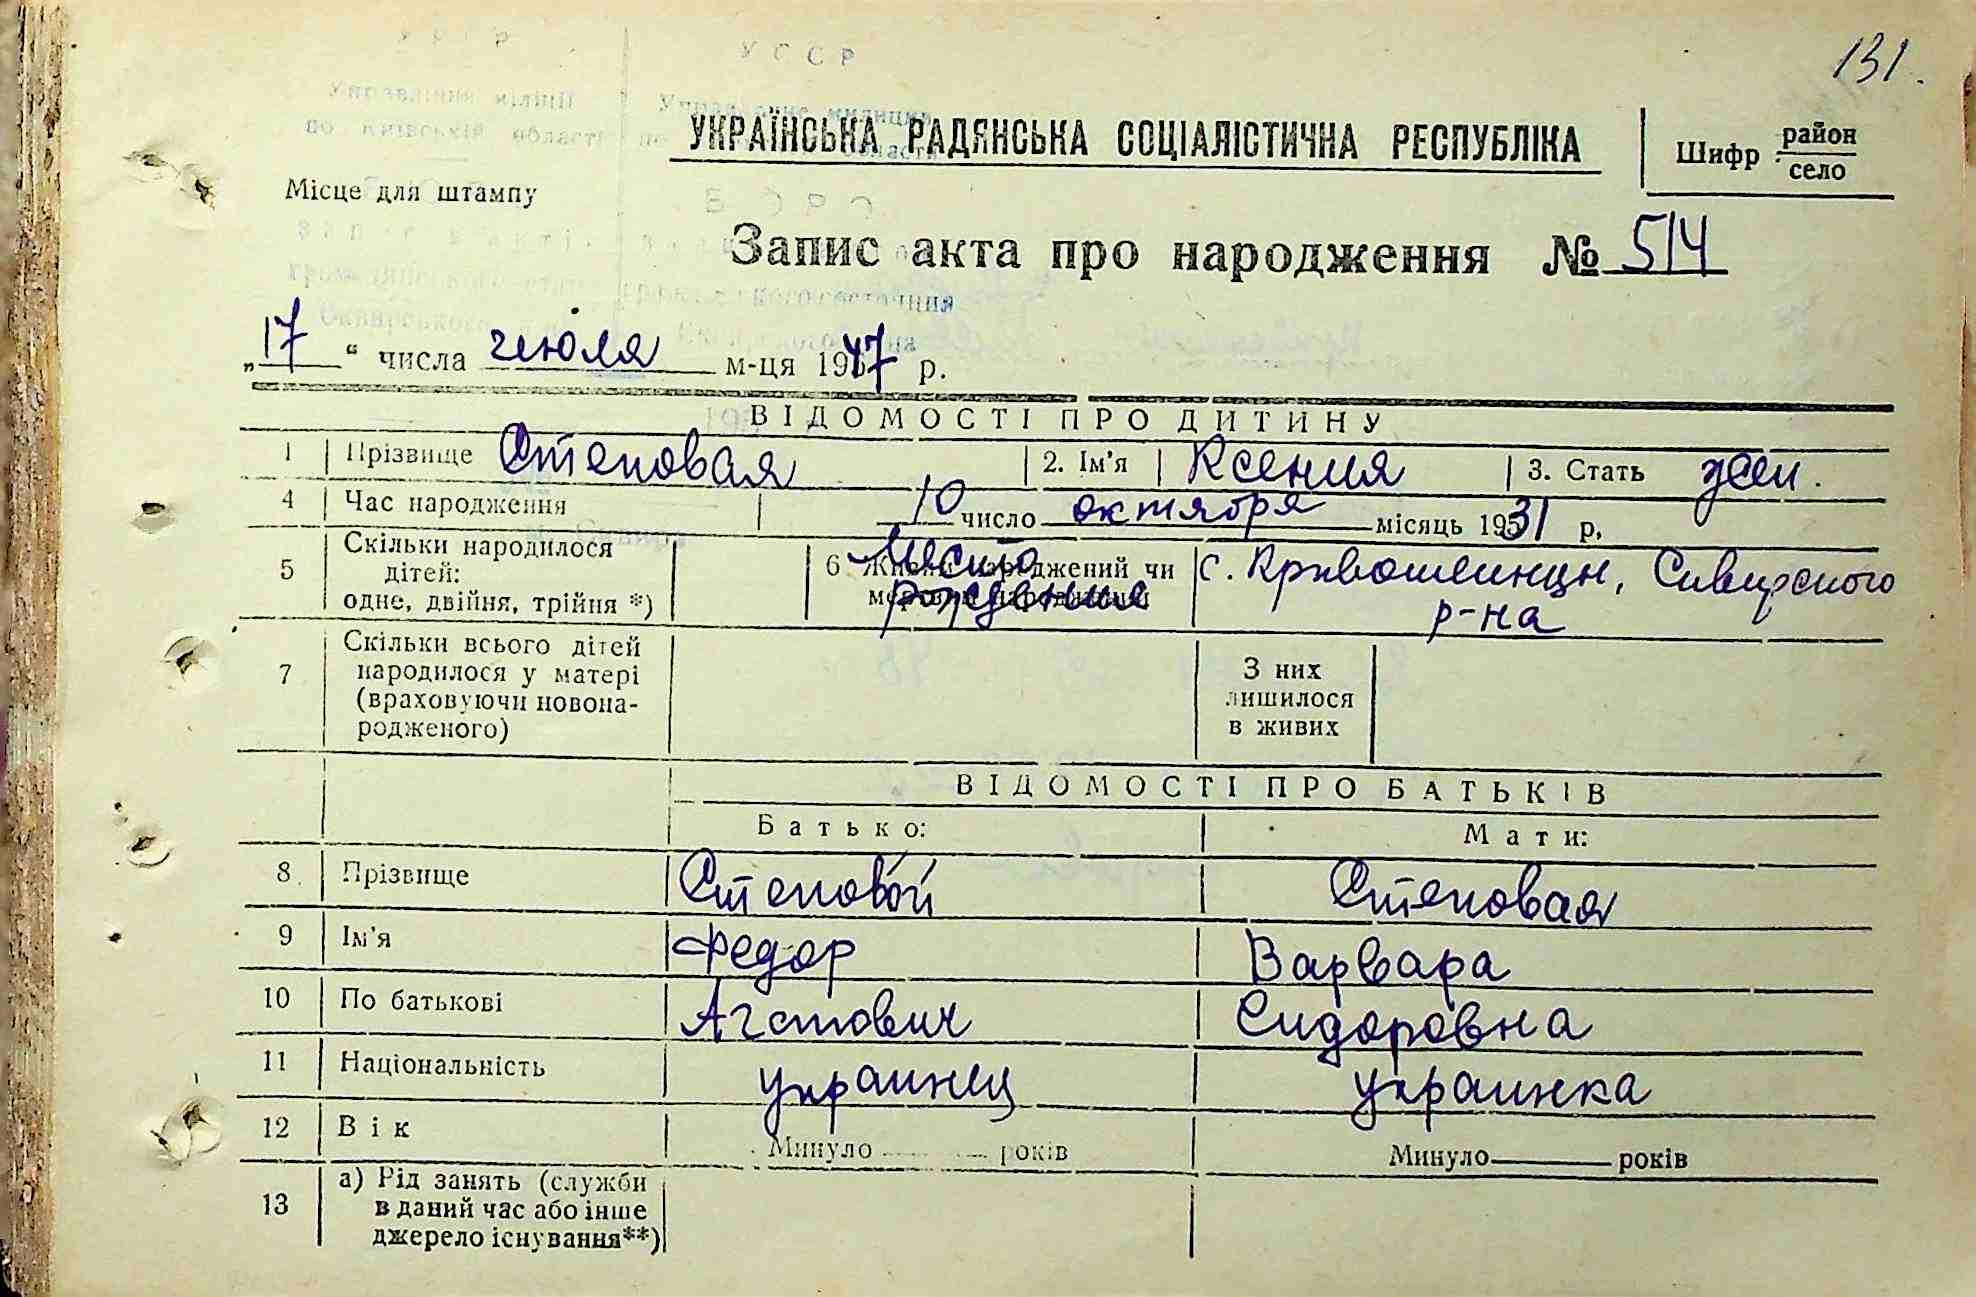 131.
УКРАЇНСЬКА РАДЯНСЬКА СОЦІАЛІСТИЧНА РЕСПУБЛІКА
Шифр район
село
Місце для штампу
Запис акта про народження № 514
„17“ числа июля м-ця 1947 р.
ВІДОМОСТІ ПРО ДИТИНУ
1 Прізвище Степовая 2. Ім'я Ксения 3. Стать жен.
4 Час народження 10 число октября місяць 1931 р.
5 Скільки народилося дітей: одне, двійня, трійня *) 6 Место рождения с. Кривошеинцы, Сквирского р-на
7 Скільки всього дітей народилося у матері (враховуючи новонародженого) З них лишилося в живих
ВІДОМОСТІ ПРО БАТЬКІВ
Батько: Мати:
8 Прізвище Степовой Степовая
9 Ім'я Федор Варвара
10 По батькові Сидоровна
11 Національність украинец украинка
12 Вік Минуло років Минуло років
13 а) Рід занять (служби
в даний час або інше
джерело існування**)